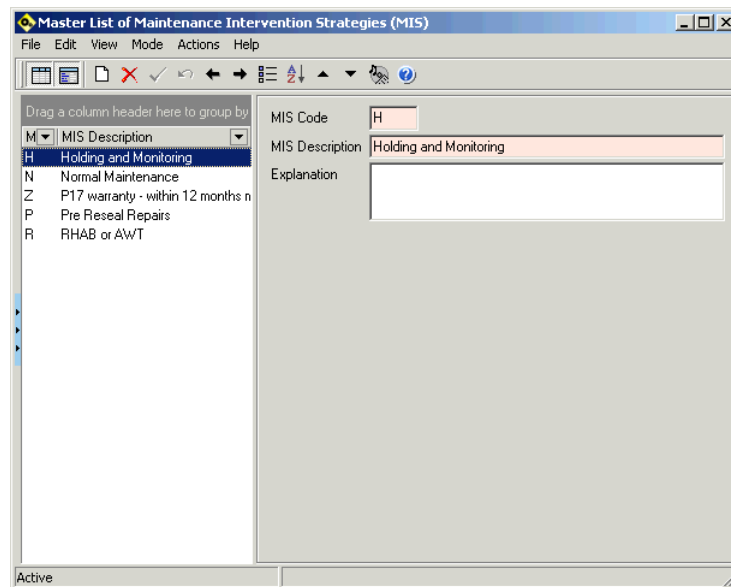 Master List of Maintenance Intervention Strategies (MIS)
File Edit View Mode Actions Help
Drag a column header here to group by
M MIS Description
H Holding and Monitoring
N Normal Maintenance
Z P17 warranty - within 12 months n
P Pre Reseal Repairs
R RHAB or AWT
MIS Code H
MIS Description Holding and Monitoring
Explanation
Active